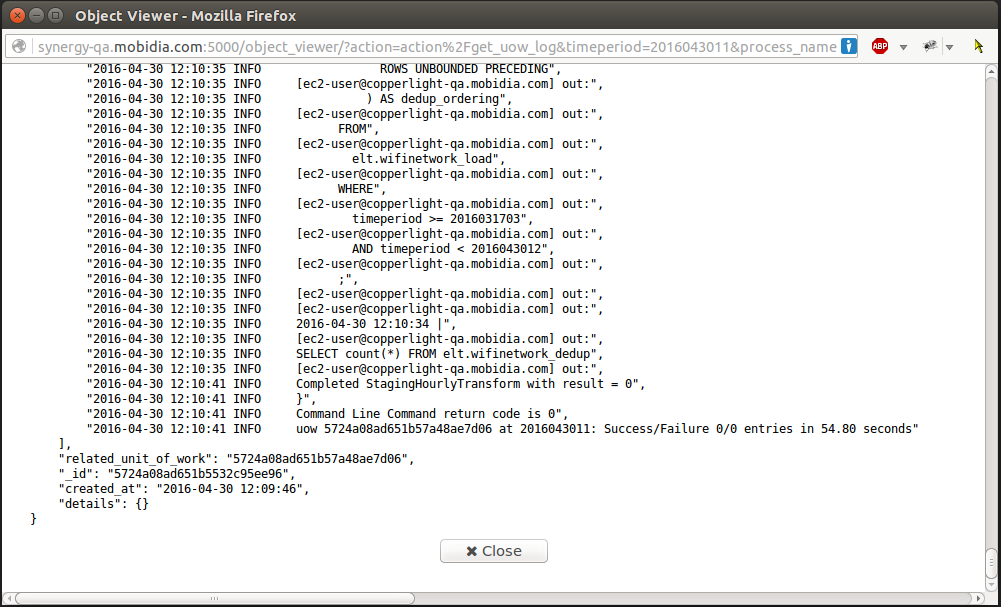 Object Viewer - Mozilla Firefox
synergy-qa.mobidia.com:5000/object_viewer/?action=action%2Fget_uow_log&timeperiod=2016043011&process_name
ABP
"2016-04-30 12:10:35 INFO ROWS UNBOUNDED PRECEDING",
"2016-04-30 12:10:35 INFO [ec2-user@copperlight-qa.mobidia.com] out:",
"2016-04-30 12:10:35 INFO ) AS dedup_ordering",
"2016-04-30 12:10:35 INFO [ec2-user@copperlight-qa.mobidia.com] out:",
"2016-04-30 12:10:35 INFO FROM",
"2016-04-30 12:10:35 INFO [ec2-user@copperlight-qa.mobidia.com] out:",
"2016-04-30 12:10:35 INFO elt.wifinetwork_load",
"2016-04-30 12:10:35 INFO [ec2-user@copperlight-qa.mobidia.com] out:",
"2016-04-30 12:10:35 INFO WHERE",
"2016-04-30 12:10:35 INFO [ec2-user@copperlight-qa.mobidia.com] out:",
"2016-04-30 12:10:35 INFO timeperiod >= 2016031703",
"2016-04-30 12:10:35 INFO [ec2-user@copperlight-qa.mobidia.com] out:",
"2016-04-30 12:10:35 INFO AND timeperiod < 2016043012",
"2016-04-30 12:10:35 INFO [ec2-user@copperlight-qa.mobidia.com] out:",
"2016-04-30 12:10:35 INFO ;",
"2016-04-30 12:10:35 INFO [ec2-user@copperlight-qa.mobidia.com] out:",
"2016-04-30 12:10:35 INFO [ec2-user@copperlight-qa.mobidia.com] out:",
"2016-04-30 12:10:35 INFO 2016-04-30 12:10:34 |",
"2016-04-30 12:10:35 INFO [ec2-user@copperlight-qa.mobidia.com] out:",
"2016-04-30 12:10:35 INFO SELECT count(*) FROM elt.wifinetwork_dedup",
"2016-04-30 12:10:35 INFO [ec2-user@copperlight-qa.mobidia.com] out:",
"2016-04-30 12:10:41 INFO Completed StagingHourlyTransform with result = 0",
"2016-04-30 12:10:41 INFO }",
"2016-04-30 12:10:41 INFO Command Line Command return code is 0",
"2016-04-30 12:10:41 INFO uow 5724a08ad651b57a48ae7d06 at 2016043011: Success/Failure 0/0 entries in 54.80 seconds"
],
"related_unit_of_work": "5724a08ad651b57a48ae7d06",
"_id": "5724a08ad651b5532c95ee96",
"created_at": "2016-04-30 12:09:46",
"details": {}
}
✖ Close